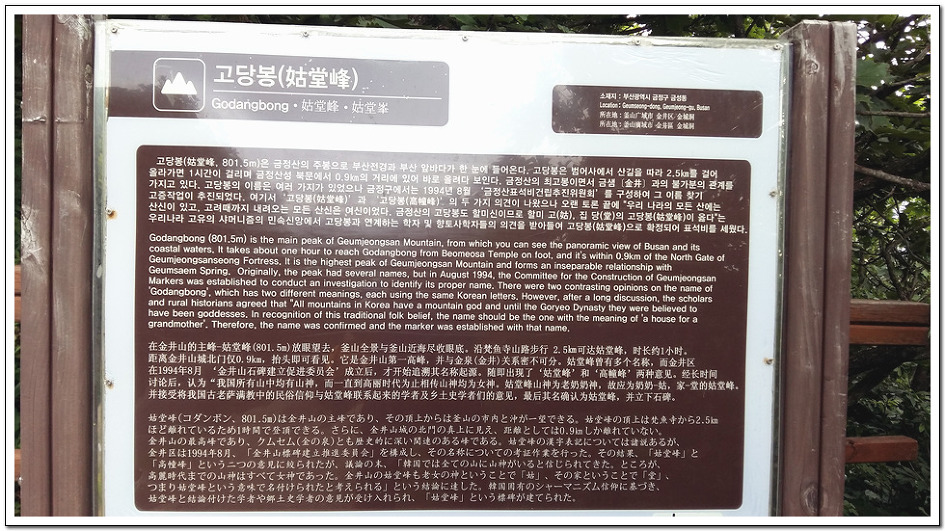 고당봉(姑堂峰)
Godangbong · 姑堂峰 · 姑堂峯
소재지 : 부산광역시 금정구 금성동
Location : Geumseong-dong, Geumjeong-gu, Busan
所在地 : 釜山广域市 金井区 金城洞
所在地 : 釜山廣域市 金井區 金城洞
고당봉(姑堂峰, 801.5m)은 금정산의 주봉으로 부산전경과 부산 앞바다가 한 눈에 들어온다. 고당봉은 범어사에서 산길을 따라 2.5km를 걸어
올라가면 1시간이 걸리며 금정산성 북문에서 0.9km의 거리에 있어 바로 올려다 보인다. 금정산의 최고봉이면서 금샘 (金井) 과의 불가분의 관계를
가지고 있다. 고당봉의 이름은 여러 가지가 있었으나 금정구에서는 1994년 8월 '금정산표석비건립추진위원회' 를 구성하여 그 이름 찾기
고증작업이 추진되었다. 여기서 '고당봉(姑堂峰)' 과 '고당봉(高幢峰)' 의 두 가지 의견이 나왔으나 오랜 토론 끝에 "우리 나라의 모든 산에는
산신이 있고, 고려때까지 내려오는 모든 산신은 여신이었다. 금정산의 고당봉도 할미신이므로 할미 고(姑), 집 당(堂)의 고당봉(姑堂峰)이 옳다"는
우리나라 고유의 샤머니즘의 민속신앙에서 고당봉과 연계하는 학자 및 향토사학자들의 의견을 받아들여 고당봉(姑堂峰)으로 확정되어 표석비를 세웠다.
Godangbong (801.5m) is the main peak of Geumjeongsan Mountain, from which you can see the panoramic view of Busan and its
coastal waters. It takes about one hour to reach Godangbong from Beomeosa Temple on foot, and it's within 0.9km of the North Gate of
Geumjeongsanseong Fortress. It is the highest peak of Geumjeongsan Mountain and forms an inseparable relationship with
Geumsaem Spring. Originally, the peak had several names, but in August 1994, the Committee for the Construction of Geumjeongsan
Markers was established to conduct an investigation to identify its proper name. There were two contrasting opinions on the name of
'Godangbong', which has two different meanings, each using the same Korean letters. However, after a long discussion, the scholars
and rural historians agreed that "All mountains in Korea have a mountain god and until the Goryeo Dynasty they were believed to
have been goddesses. In recognition of this traditional folk belief, the name should be the one with the meaning of 'a house for a
grandmother'. Therefore, the name was confirmed and the marker was established with that name.
在金井山的主峰—姑堂峰(801.5m)放眼望去, 釜山全景与釜山近海尽收眼底。沿梵鱼寺山路步行 2.5km可达姑堂峰, 时长约1小时。
距离金井山城北门仅0.9km, 抬头即可看见。它是金井山第一高峰, 并与金泉(金井)关系密不可分。姑堂峰曾有多个名称, 而金井区
在1994年8月 '金井山石碑建立促进委员会' 成立后, 才开始追溯其名称起源。随即出现了 '姑堂峰' 和 '高幢峰' 两种意见。经长时间
讨论后, 认为 "我国所有山中均有山神, 而一直到高丽时代为止相传山神均为女神。姑堂峰山神为老奶奶神, 故应为奶奶-姑, 家-堂的姑堂峰。
并接受将我国古老萨满教中的民俗信仰与姑堂峰联系起来的学者及乡土史学者们的意见, 最后其名确认为姑堂峰, 并立下石碑。
姑堂峰(コダンボン、801.5m)は金井山の主峰であり、その頂上からは釜山の市内と沖が一望できる。姑堂峰の頂上は梵魚寺から2.5km
ほど離れているため1時間で登頂できる。さらに、金井山城の北門の真上に見え、距離としては0.9kmしか離れていない。
金井山の最高峰であり、クムセム(金の泉)とも歴史的に深い関連のある峰である。姑堂峰の漢字表記については諸説あるが、
金井区は1994年8月、「金井山標碑建立推進委員会」を構成し、その名称についての考証作業を行った。その結果、「姑堂峰」と
「高幢峰」という二つの意見に絞られたが、議論の末、「韓国では全ての山に山神がいると信じられてきた。ところが、
高麗時代までの山神はすべて女神であった。金井山の姑堂峰も老女の神ということで「姑」、その家ということで「堂」、
つまり姑堂峰という意味で名付けられたと考えられる」という結論に達した。韓国固有のシャーマニズム信仰に基づき、
姑堂峰と結論付けた学者や郷土史学者の意見が受け入れられ、「姑堂峰」という標碑が建てられた。